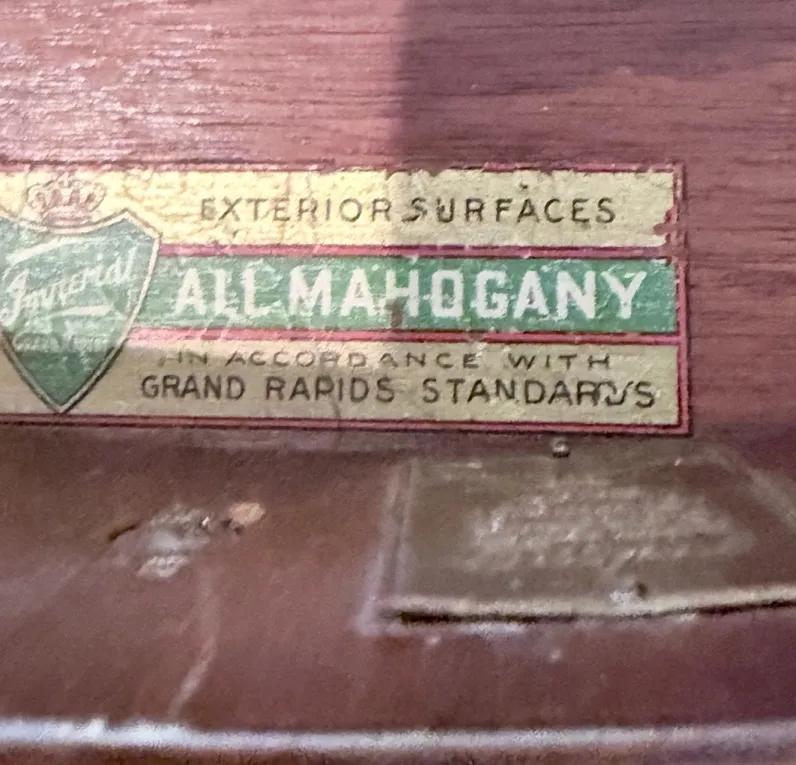 EXTERIOR SURFACES
Imperial
ALL MAHOGANY
IN ACCORDANCE WITH
GRAND RAPIDS STANDARDS